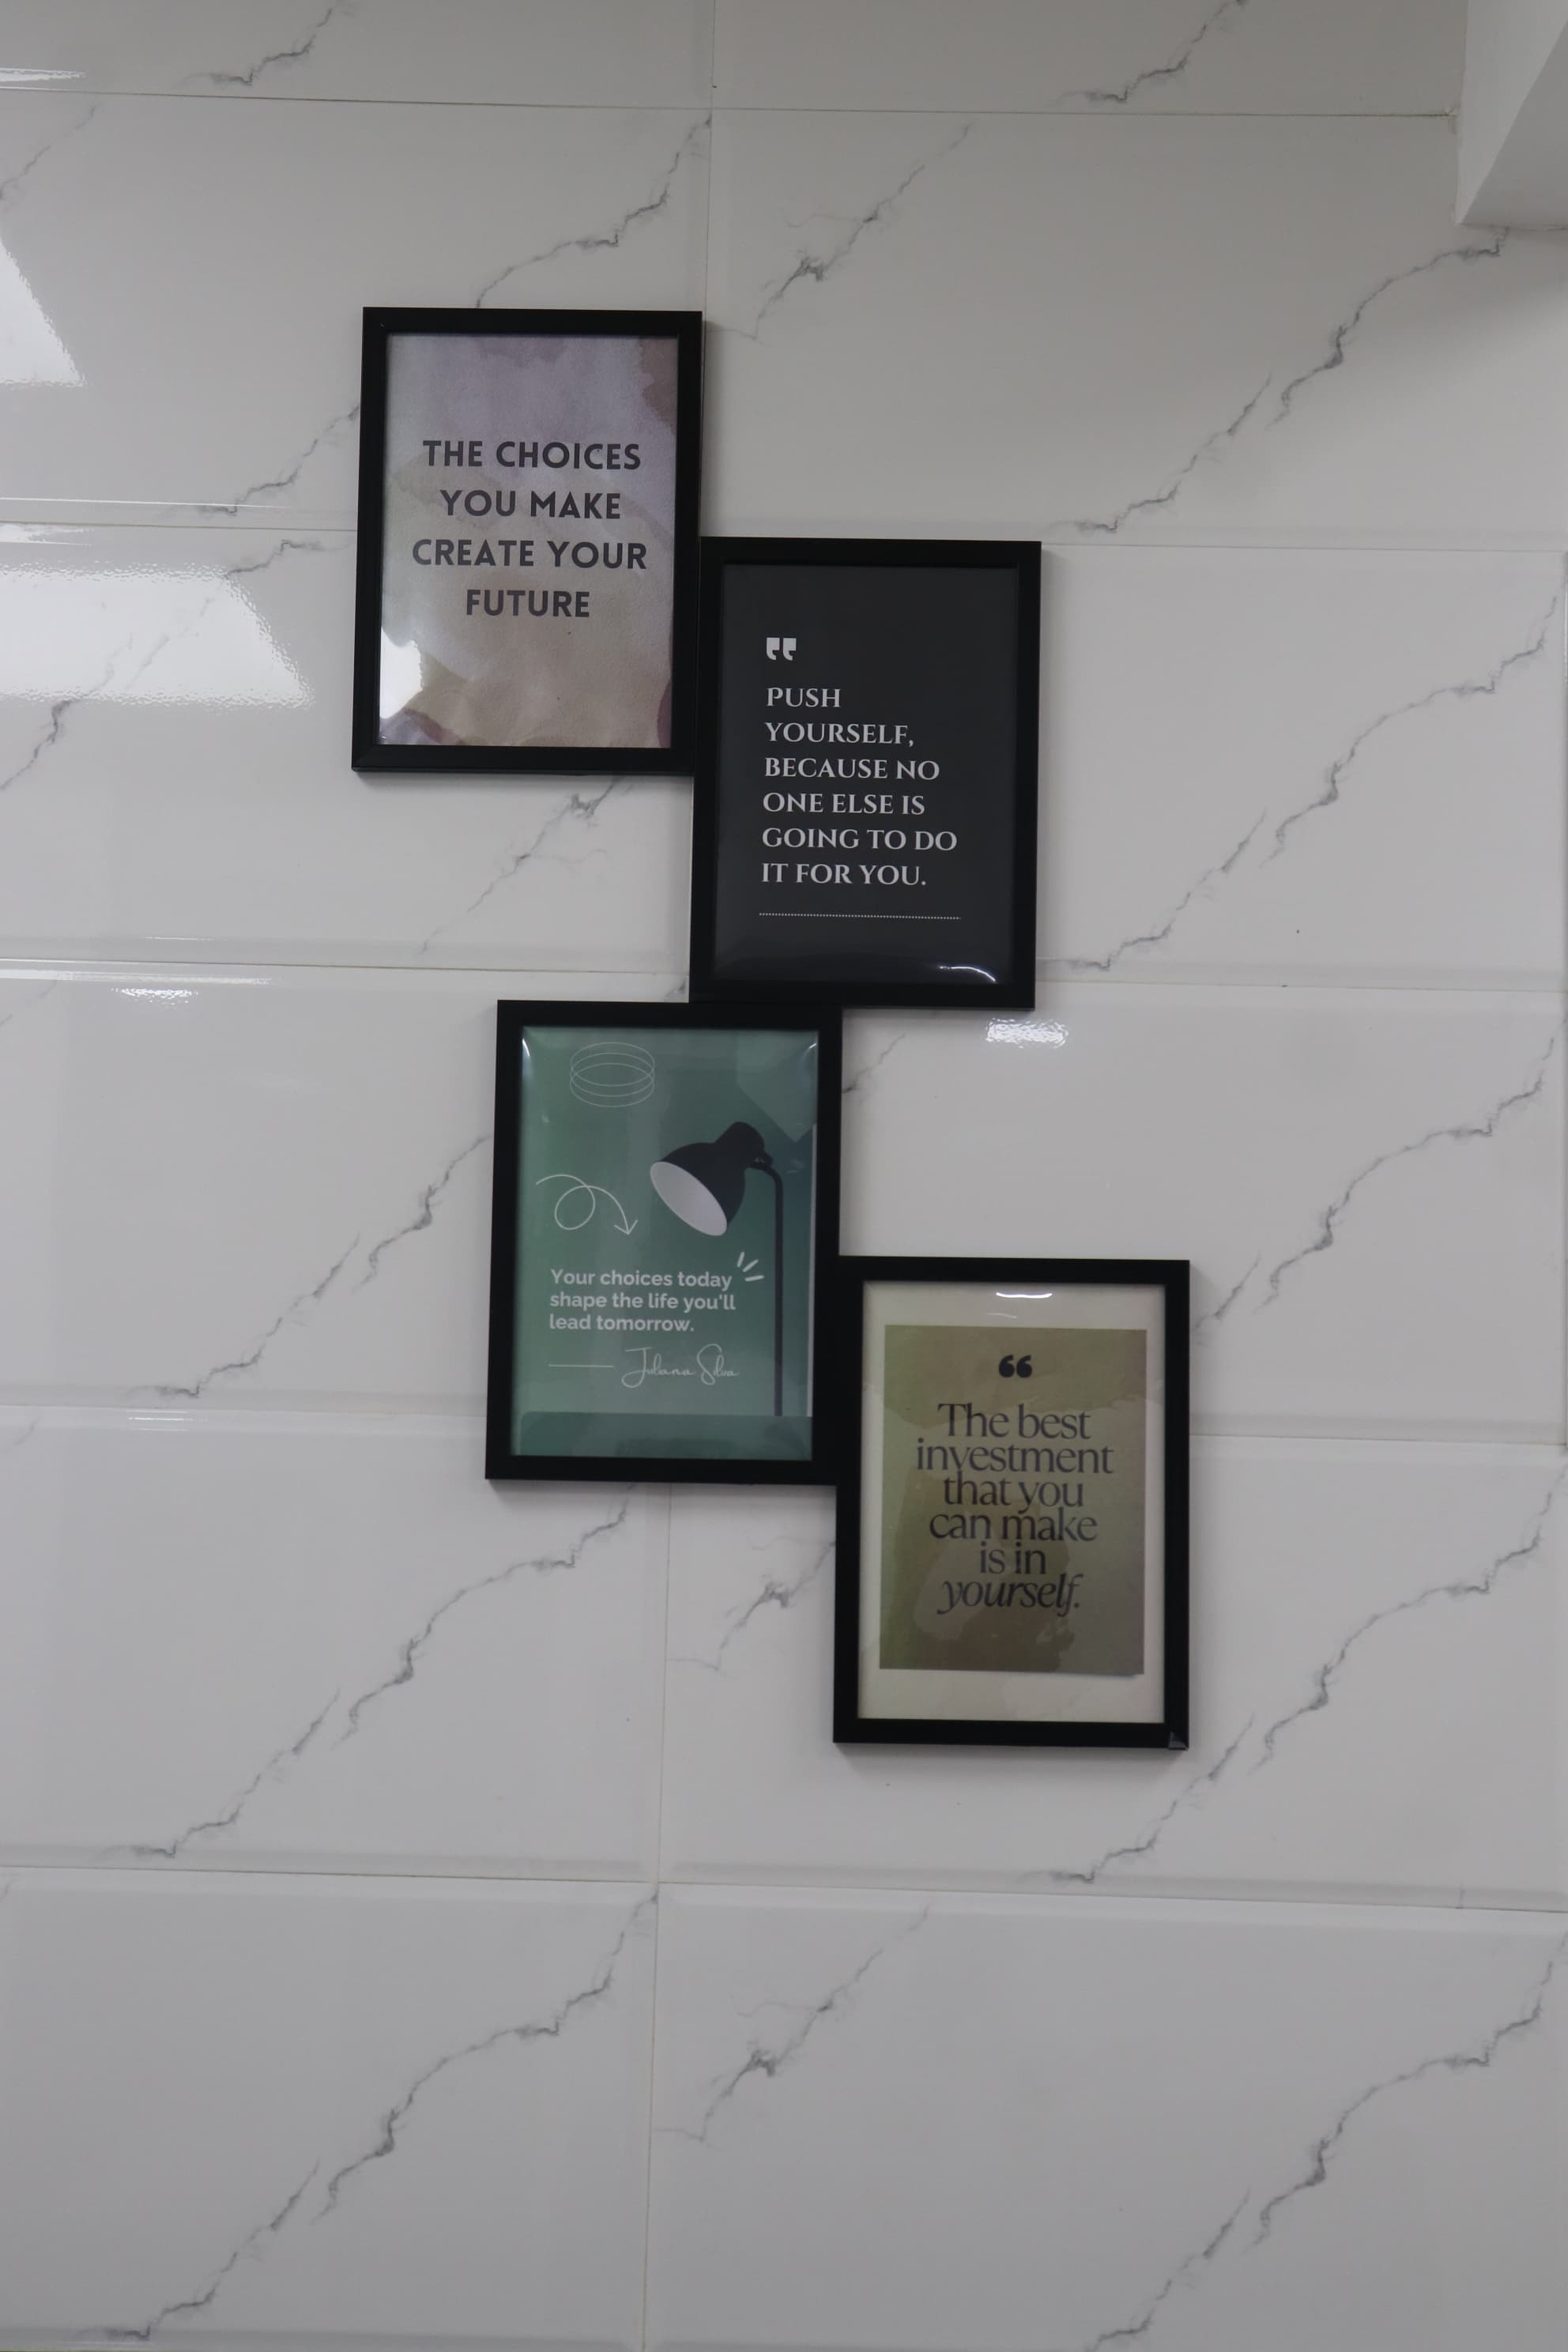 THE CHOICES
YOU MAKE
CREATE YOUR
FUTURE
PUSH
YOURSELF,
BECAUSE NO
ONE ELSE IS
GOING TO DO
IT FOR YOU.
Your choices today
shape the life you'll
lead tomorrow.
Juliana Silva
“
The best
investment
that you
can make
is in
yourself.